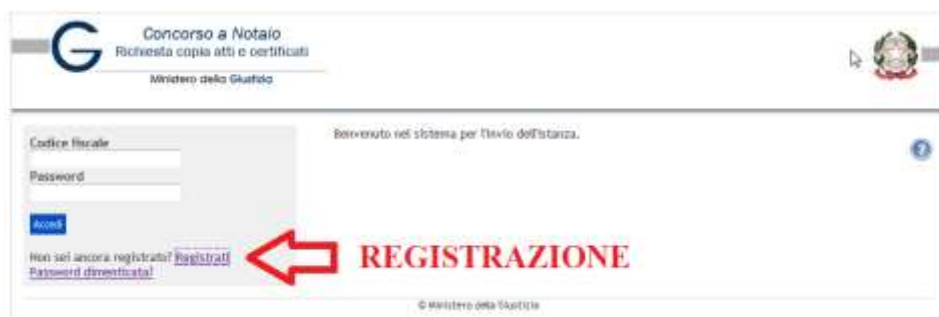 G
Concorso a Notaio
Richiesta copia atti e certificati
Ministero della Giustizia
Benvenuto nel sistema per l'invio dell'istanza.
Codice fiscale
Password
Accedi
Non sei ancora registrato? Registrati
Password dimenticata?
REGISTRAZIONE
© Ministero della Giustizia